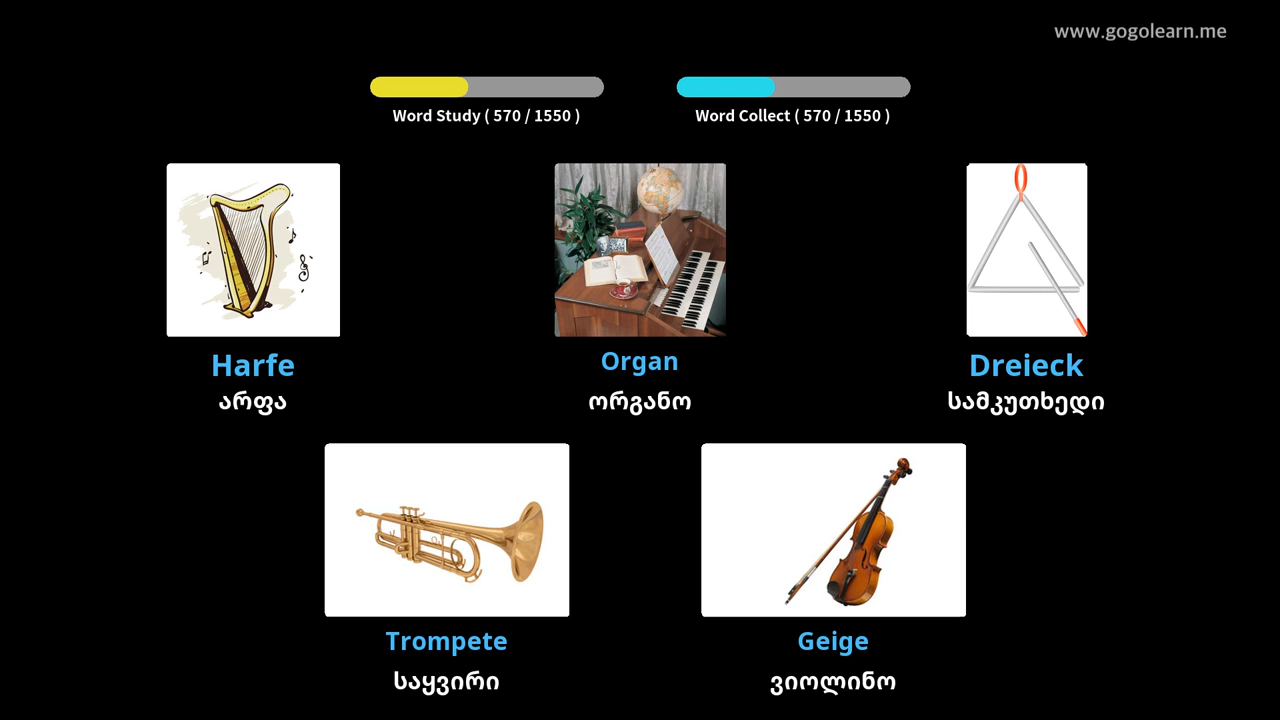 www.gogolearn.me
Word Study ( 570 / 1550 )
Word Collect ( 570 / 1550 )
Harfe
Organ
Dreieck
არფა
ორგანო
სამკუთხედი
Trompete
Geige
საყვირი
ვიოლინო